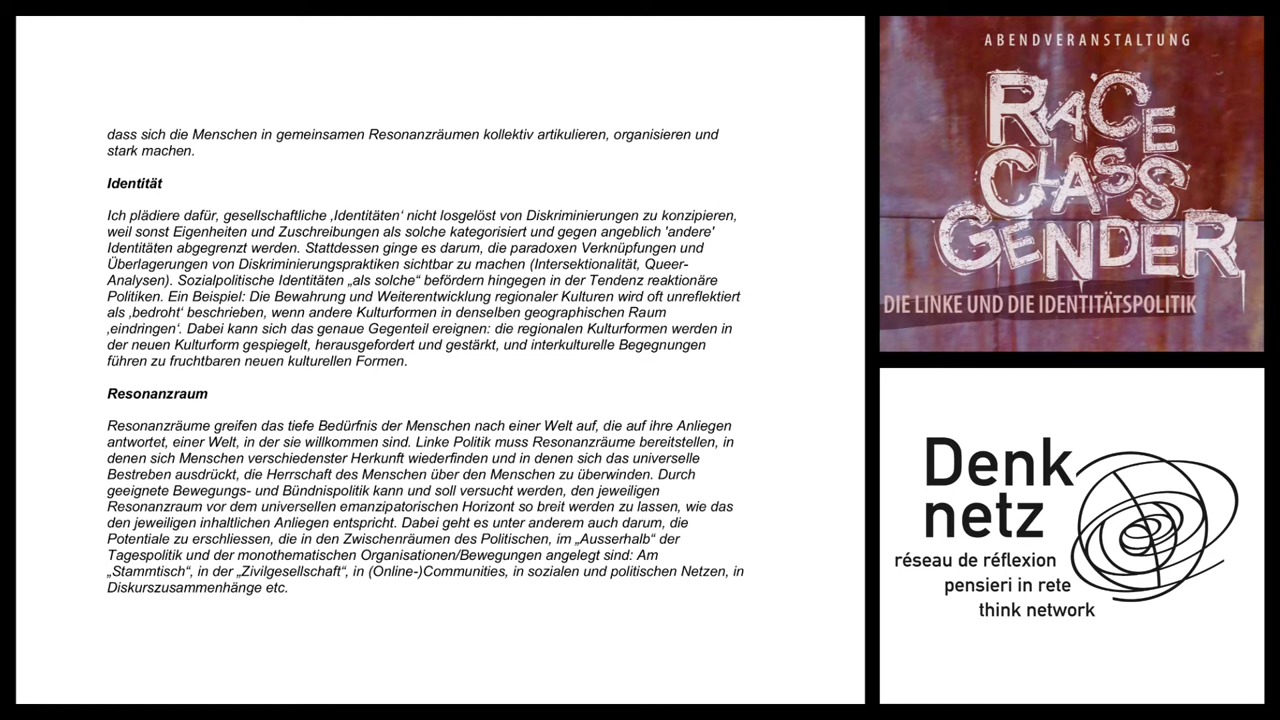 dass sich die Menschen in gemeinsamen Resonanzräumen kollektiv artikulieren, organisieren und
stark machen.
Identität
Ich plädiere dafür, gesellschaftliche ‚Identitäten‘ nicht losgelöst von Diskriminierungen zu konzipieren,
weil sonst Eigenheiten und Zuschreibungen als solche kategorisiert und gegen angeblich 'andere'
Identitäten abgegrenzt werden. Stattdessen ginge es darum, die paradoxen Verknüpfungen und
Überlagerungen von Diskriminierungspraktiken sichtbar zu machen (Intersektionalität, Queer-
Analysen). Sozialpolitische Identitäten „als solche“ befördern hingegen in der Tendenz reaktionäre
Politiken. Ein Beispiel: Die Bewahrung und Weiterentwicklung regionaler Kulturen wird oft unreflektiert
als ‚bedroht‘ beschrieben, wenn andere Kulturformen in denselben geographischen Raum
‚eindringen‘. Dabei kann sich das genaue Gegenteil ereignen: die regionalen Kulturformen werden in
der neuen Kulturform gespiegelt, herausgefordert und gestärkt, und interkulturelle Begegnungen
führen zu fruchtbaren neuen kulturellen Formen.
Resonanzraum
Resonanzräume greifen das tiefe Bedürfnis der Menschen nach einer Welt auf, die auf ihre Anliegen
antwortet, einer Welt, in der sie willkommen sind. Linke Politik muss Resonanzräume bereitstellen, in
denen sich Menschen verschiedenster Herkunft wiederfinden und in denen sich das universelle
Bestreben ausdrückt, die Herrschaft des Menschen über den Menschen zu überwinden. Durch
geeignete Bewegungs- und Bündnispolitik kann und soll versucht werden, den jeweiligen
Resonanzraum vor dem universellen emanzipatorischen Horizont so breit werden zu lassen, wie das
den jeweiligen inhaltlichen Anliegen entspricht. Dabei geht es unter anderem auch darum, die
Potentiale zu erschliessen, die in den Zwischenräumen des Politischen, im „Ausserhalb“ der
Tagespolitik und der monothematischen Organisationen/Bewegungen angelegt sind: Am
„Stammtisch“, in der „Zivilgesellschaft“, in (Online-)Communities, in sozialen und politischen Netzen, in
Diskurszusammenhänge etc.
ABENDVERANSTALTUNG
RACE
CLASS
GENDER
DIE LINKE UND DIE IDENTITÄTSPOLITIK
Denk
netz
réseau de réflexion
pensieri in rete
think network